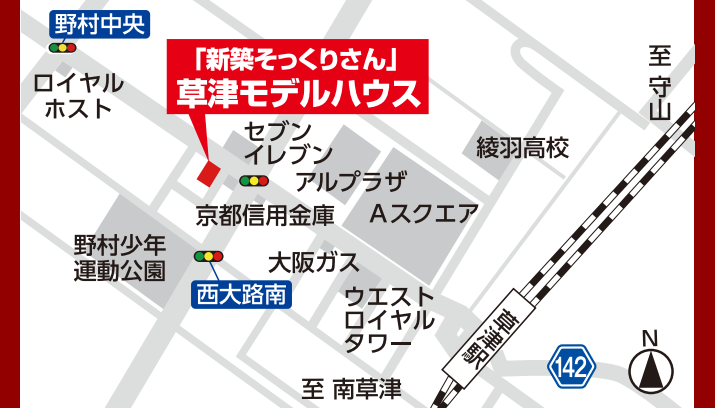 野村中央
ロイヤル
ホスト
「新築そっくりさん」
草津モデルハウス
至 守山
セブン
イレブン
綾羽高校
アルプラザ
京都信用金庫
Aスクエア
野村少年
運動公園
大阪ガス
西大路南
ウエスト
ロイヤル
タワー
草津駅
142
N
至 南草津